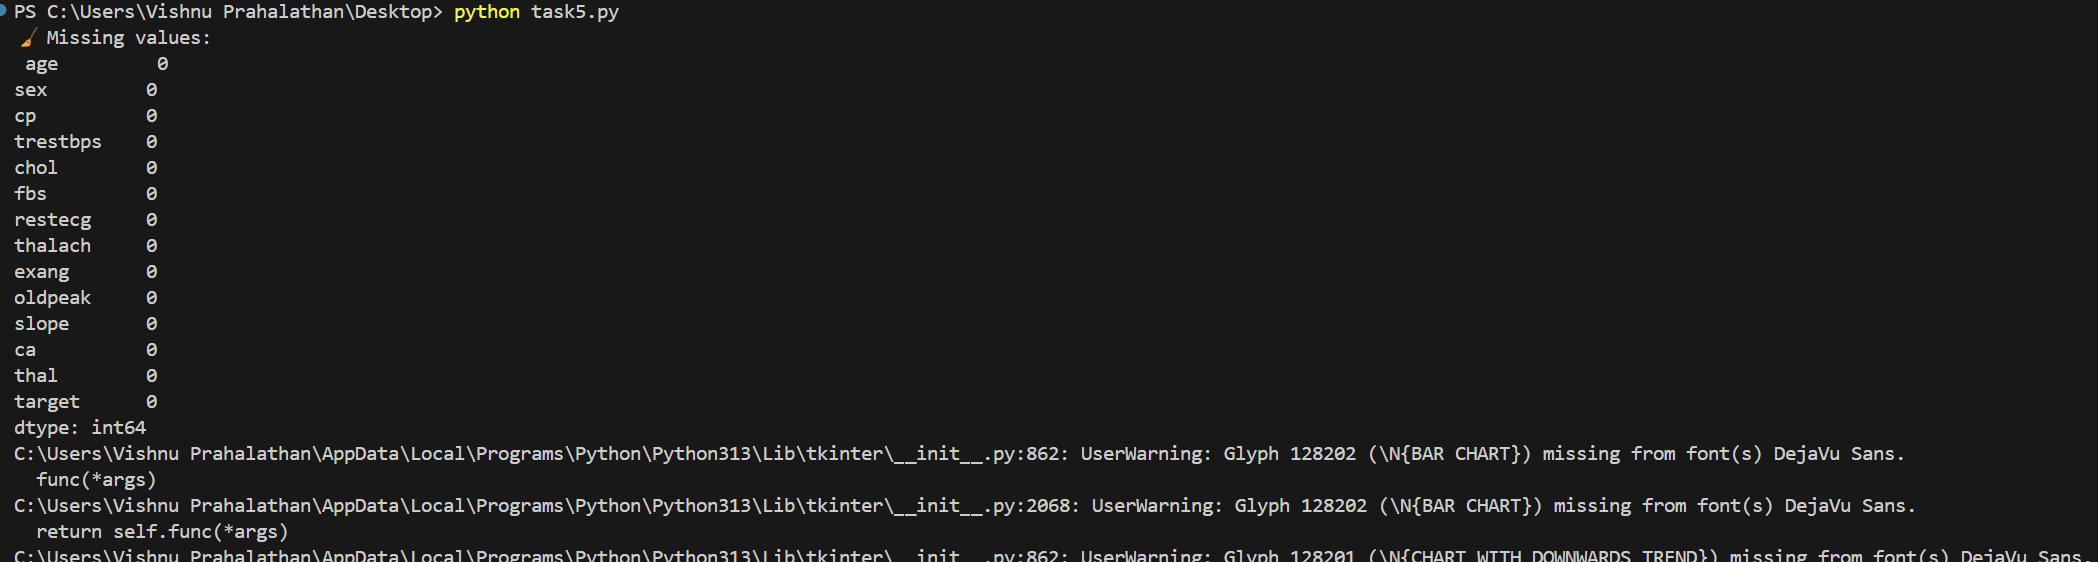 PS C:\Users\Vishnu Prahalathan\Desktop> python task5.py
🧹 Missing values:
 age         0
sex         0
cp          0
trestbps    0
chol        0
fbs         0
restecg     0
thalach     0
exang       0
oldpeak     0
slope       0
ca          0
thal        0
target      0
dtype: int64
C:\Users\Vishnu Prahalathan\AppData\Local\Programs\Python\Python313\Lib\tkinter\__init__.py:862: UserWarning: Glyph 128202 (\N{BAR CHART}) missing from font(s) DejaVu Sans.
  func(*args)
C:\Users\Vishnu Prahalathan\AppData\Local\Programs\Python\Python313\Lib\tkinter\__init__.py:2068: UserWarning: Glyph 128202 (\N{BAR CHART}) missing from font(s) DejaVu Sans.
  return self.func(*args)
C:\Users\Vishnu Prahalathan\AppData\Local\Programs\Python\Python313\Lib\tkinter\__init__.py:862: UserWarning: Glyph 128201 (\N{CHART WITH DOWNWARDS TREND}) missing from font(s) DejaVu Sans.